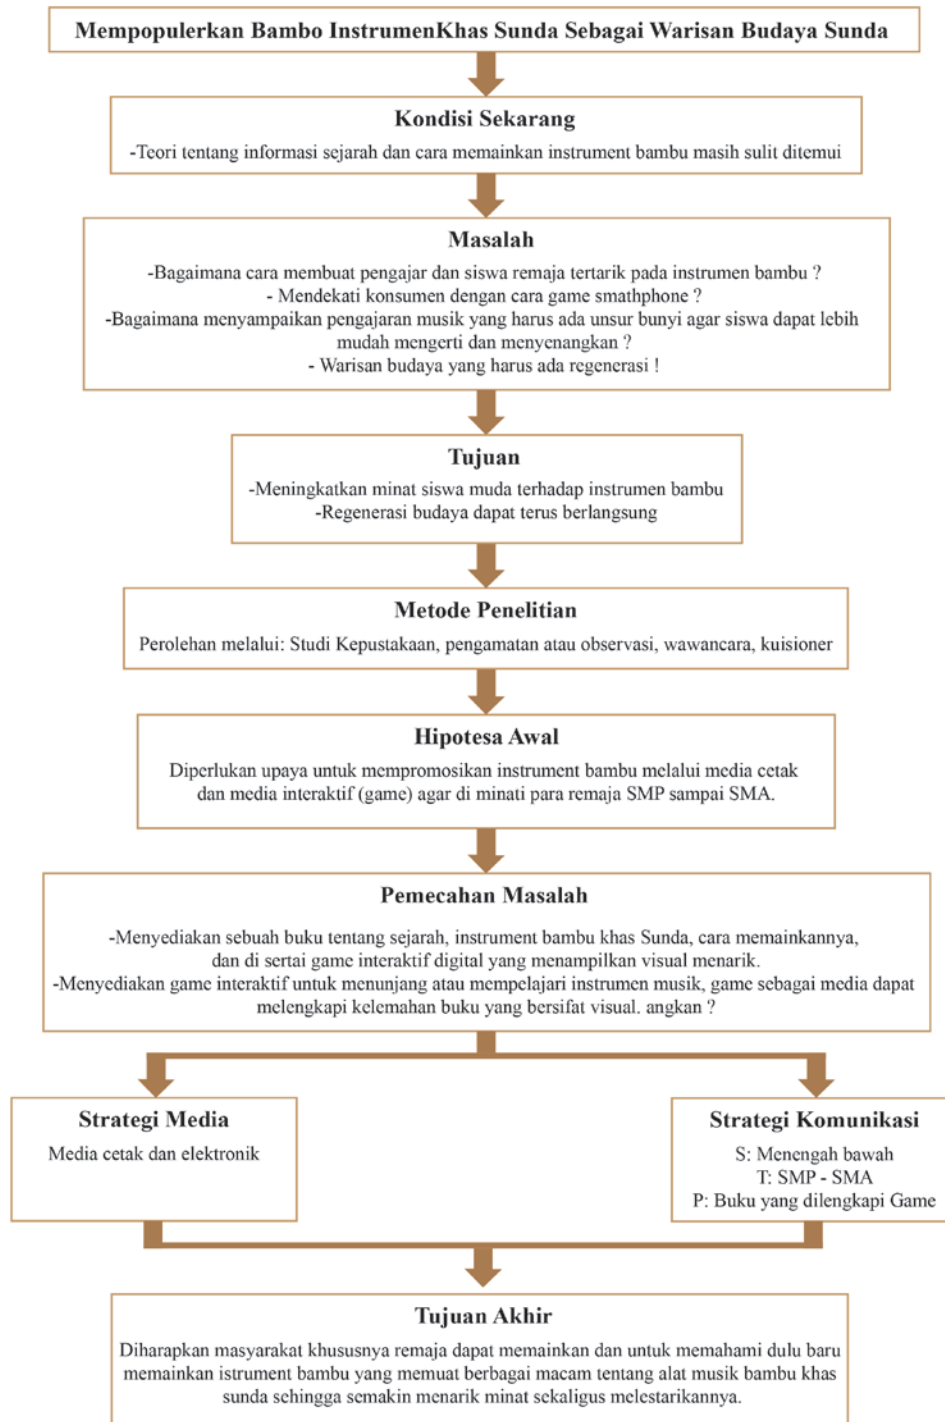 Mempopulerkan Bambo InstrumenKhas Sunda Sebagai Warisan Budaya Sunda
Kondisi Sekarang
-Teori tentang informasi sejarah dan cara memainkan instrument bambu masih sulit ditemui
Masalah
-Bagaimana cara membuat pengajar dan siswa remaja tertarik pada instrumen bambu ?
- Mendekati konsumen dengan cara game smathphone ?
-Bagaimana menyampaikan pengajaran musik yang harus ada unsur bunyi agar siswa dapat lebih
mudah mengerti dan menyenangkan ?
- Warisan budaya yang harus ada regenerasi !
Tujuan
-Meningkatkan minat siswa muda terhadap instrumen bambu
-Regenerasi budaya dapat terus berlangsung
Metode Penelitian
Perolehan melalui: Studi Kepustakaan, pengamatan atau observasi, wawancara, kuisioner
Hipotesa Awal
Diperlukan upaya untuk mempromosikan instrument bambu melalui media cetak
dan media interaktif (game) agar di minati para remaja SMP sampai SMA.
Pemecahan Masalah
-Menyediakan sebuah buku tentang sejarah, instrument bambu khas Sunda, cara memainkannya,
dan di sertai game interaktif digital yang menampilkan visual menarik.
-Menyediakan game interaktif untuk menunjang atau mempelajari instrumen musik, game sebagai media dapat
melengkapi kelemahan buku yang bersifat visual. angkan ?
Strategi Media
Media cetak dan elektronik
Strategi Komunikasi
S: Menengah bawah
T: SMP - SMA
P: Buku yang dilengkapi Game
Tujuan Akhir
Diharapkan masyarakat khususnya remaja dapat memainkan dan untuk memahami dulu baru
memainkan istrument bambu yang memuat berbagai macam tentang alat musik bambu khas
sunda sehingga semakin menarik minat sekaligus melestarikannya.